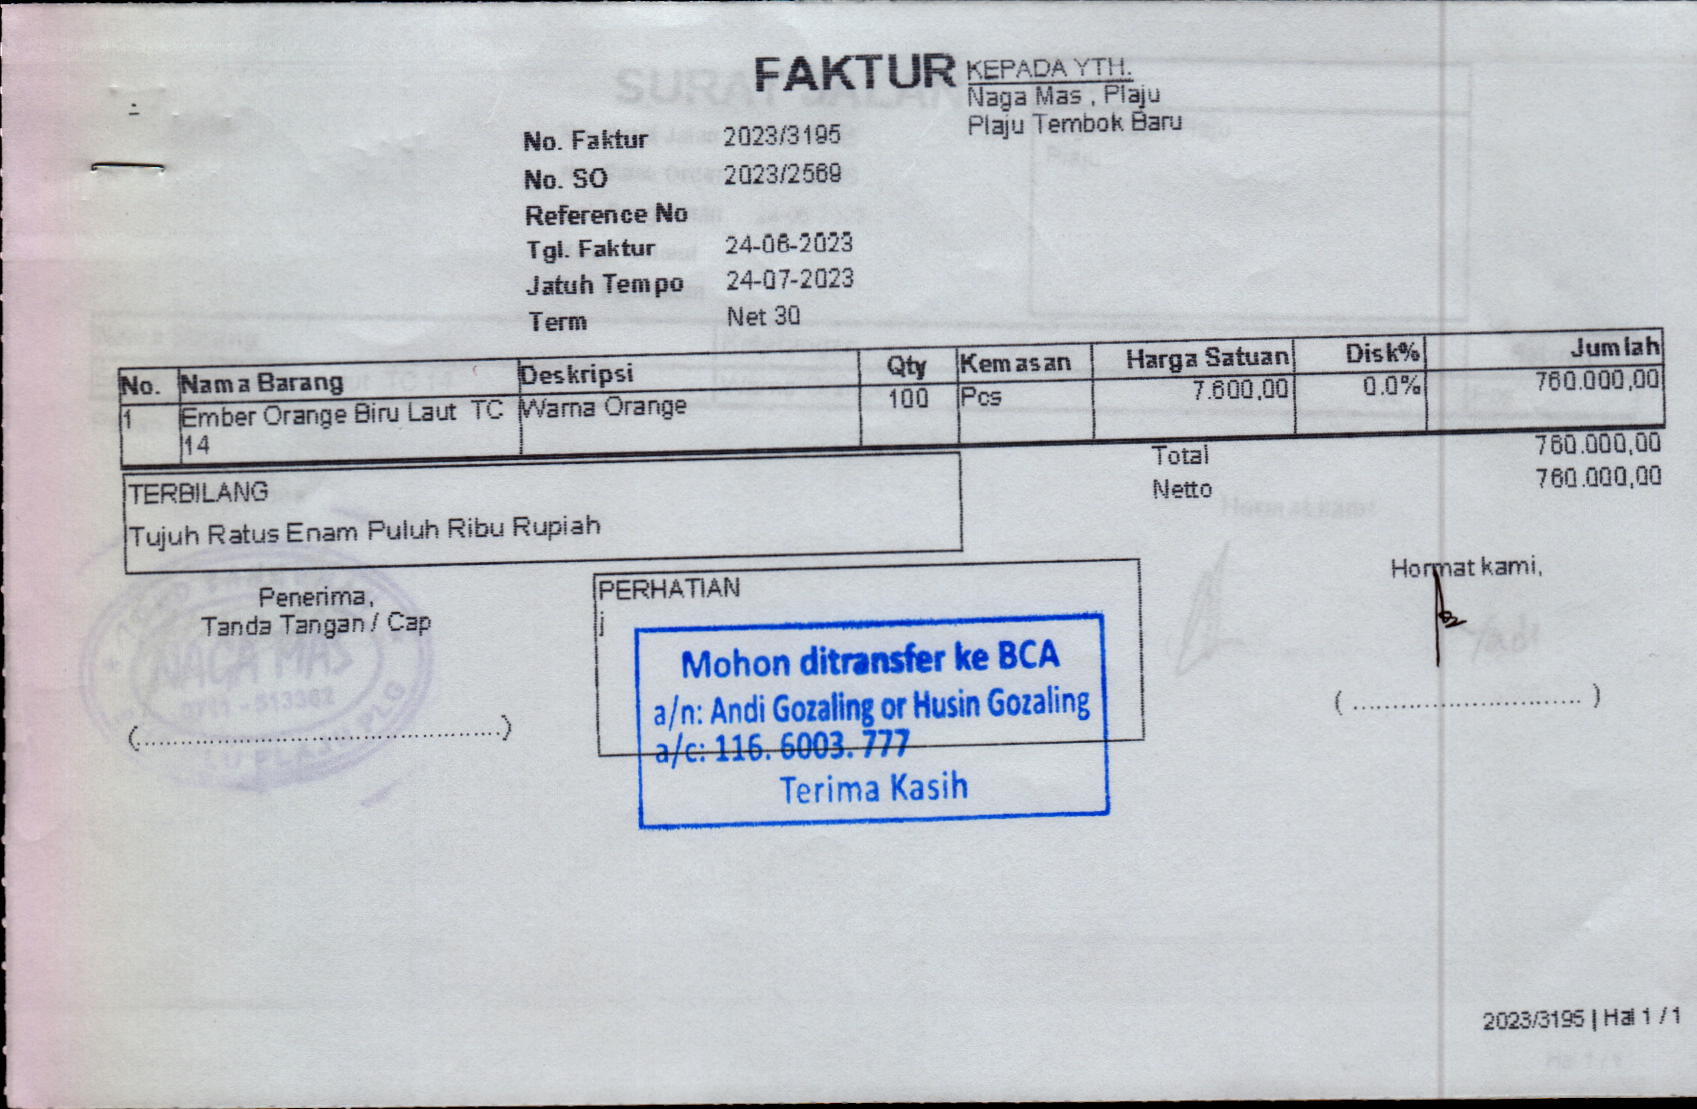 FAKTUR
KEPADA YTH.
Naga Mas , Plaju
Plaju Tembok Baru
No. Faktur 2023/3195
No. SO 2023/2569
Reference No
Tgl. Faktur 24-06-2023
Jatuh Tempo 24-07-2023
Term Net 30
No. Nama Barang Deskripsi Qty Kemasan Harga Satuan Disk% Jumlah
1 Ember Orange Biru Laut TC Warna Orange 100 Pcs 7.600,00 0.0% 760.000,00
14
Total 760.000,00
Netto 760.000,00
TERBILANG
Tujuh Ratus Enam Puluh Ribu Rupiah
Penerima,
Tanda Tangan / Cap
(............................................)
NAGA MAS
PERHATIAN
j
Mohon ditransfer ke BCA
a/n: Andi Gozaling or Husin Gozaling
a/c: 116. 6003. 777
Terima Kasih
Hormat kami,
( ............................ )
2023/3195 | Hal 1 / 1